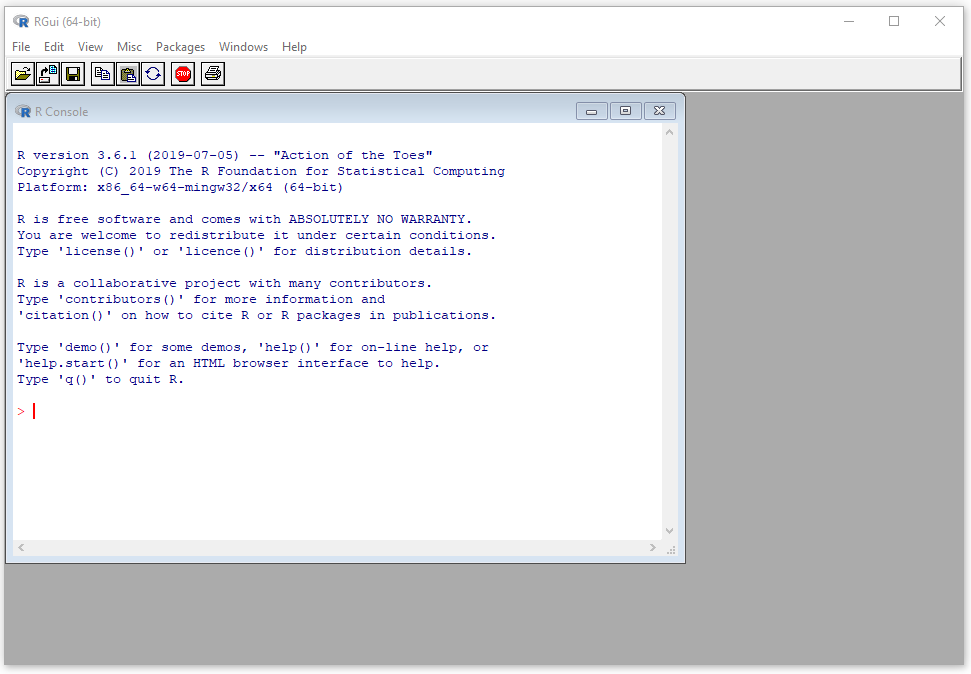 RGui (64-bit)
File Edit View Misc Packages Windows Help
STOP
R Console
R version 3.6.1 (2019-07-05) -- "Action of the Toes"
Copyright (C) 2019 The R Foundation for Statistical Computing
Platform: x86_64-w64-mingw32/x64 (64-bit)
R is free software and comes with ABSOLUTELY NO WARRANTY.
You are welcome to redistribute it under certain conditions.
Type 'license()' or 'licence()' for distribution details.
R is a collaborative project with many contributors.
Type 'contributors()' for more information and
'citation()' on how to cite R or R packages in publications.
Type 'demo()' for some demos, 'help()' for on-line help, or
'help.start()' for an HTML browser interface to help.
Type 'q()' to quit R.
>